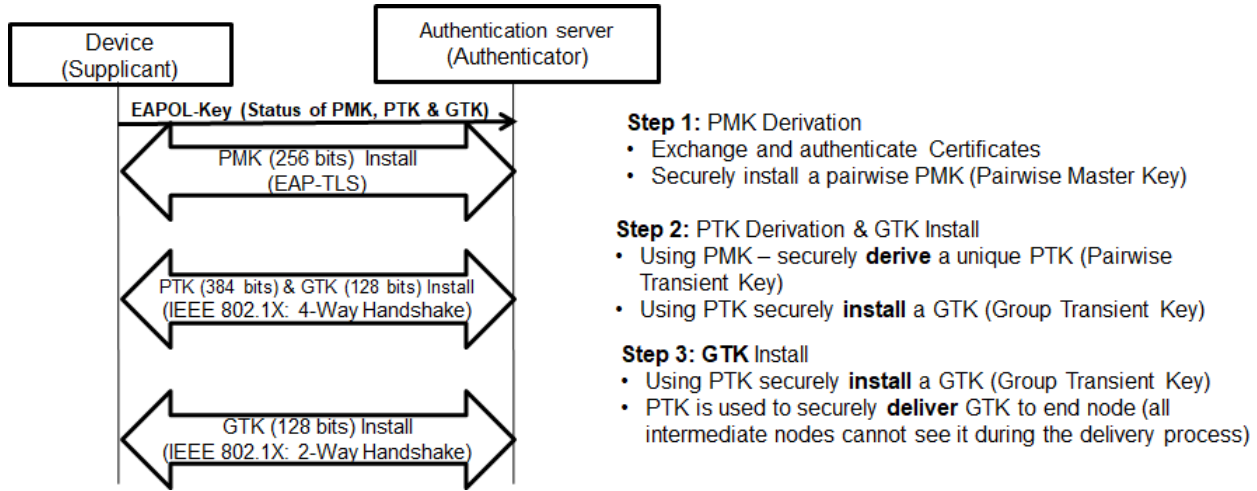 Device
(Supplicant)
Authentication server
(Authenticator)
EAPOL-Key (Status of PMK, PTK & GTK)
PMK (256 bits) Install
(EAP-TLS)
PTK (384 bits) & GTK (128 bits) Install
(IEEE 802.1X: 4-Way Handshake)
GTK (128 bits) Install
(IEEE 802.1X: 2-Way Handshake)
Step 1: PMK Derivation
• Exchange and authenticate Certificates
• Securely install a pairwise PMK (Pairwise Master Key)
Step 2: PTK Derivation & GTK Install
• Using PMK – securely derive a unique PTK (Pairwise
Transient Key)
• Using PTK securely install a GTK (Group Transient Key)
Step 3: GTK Install
• Using PTK securely install a GTK (Group Transient Key)
• PTK is used to securely deliver GTK to end node (all
intermediate nodes cannot see it during the delivery process)